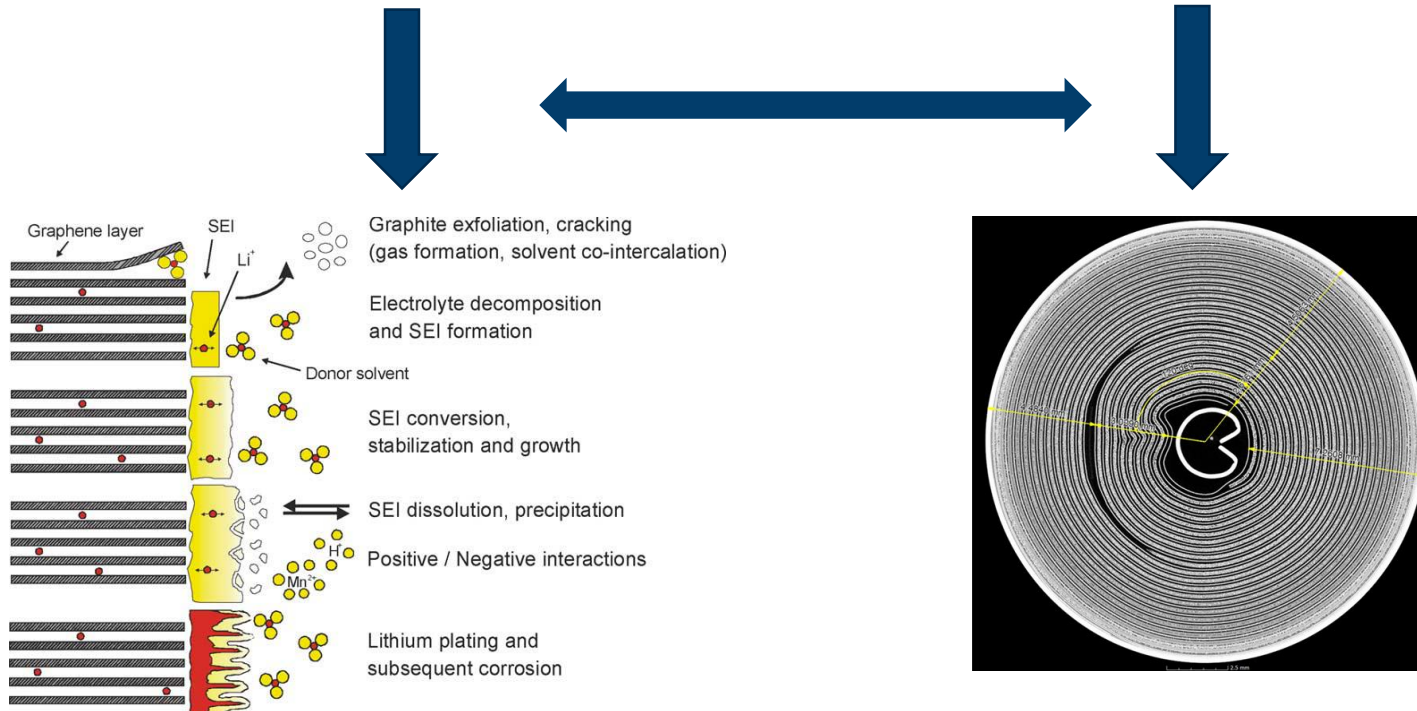 Graphene layer
SEI
Li+
Graphite exfoliation, cracking
(gas formation, solvent co-intercalation)
Electrolyte decomposition
and SEI formation
Donor solvent
SEI conversion,
stabilization and growth
SEI dissolution, precipitation
H+
Positive / Negative interactions
Mn2+
Lithium plating and
subsequent corrosion
120 deg
2.5 mm